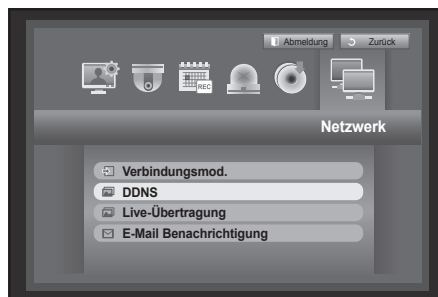 Abmeldung Zurück
REC
Netzwerk
Verbindungsmod.
DDNS
Live-Übertragung
E-Mail Benachrichtigung